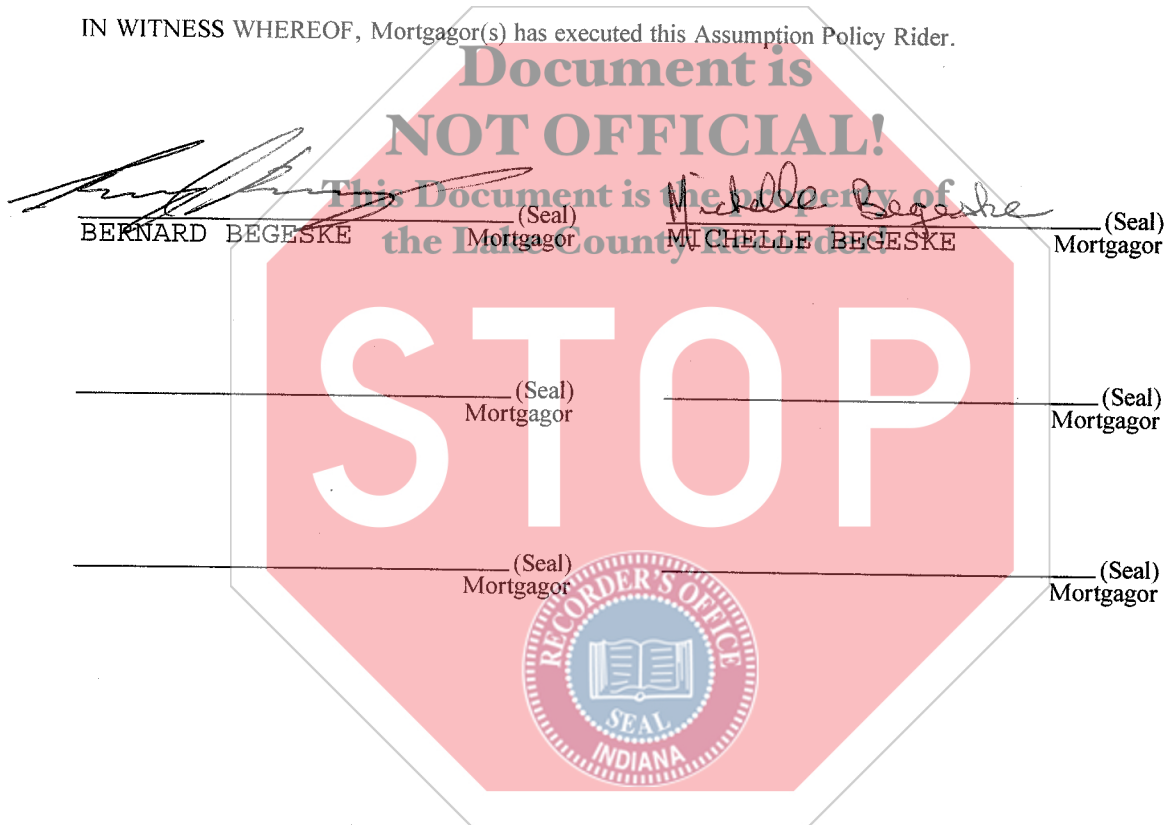 IN WITNESS WHEREOF, Mortgagor(s) has executed this Assumption Policy Rider.
Document is
NOT OFFICIAL!
This Document is the property of
the Lake County Recorder!
Michelle Begeske
(Seal) (Seal)
BERNARD BEGESKE Mortgagor MICHELLE BEGESKE Mortgagor
STOP
(Seal) (Seal)
Mortgagor Mortgagor
(Seal) (Seal)
Mortgagor Mortgagor
RECORDER'S OFFICE
SEAL
INDIANA